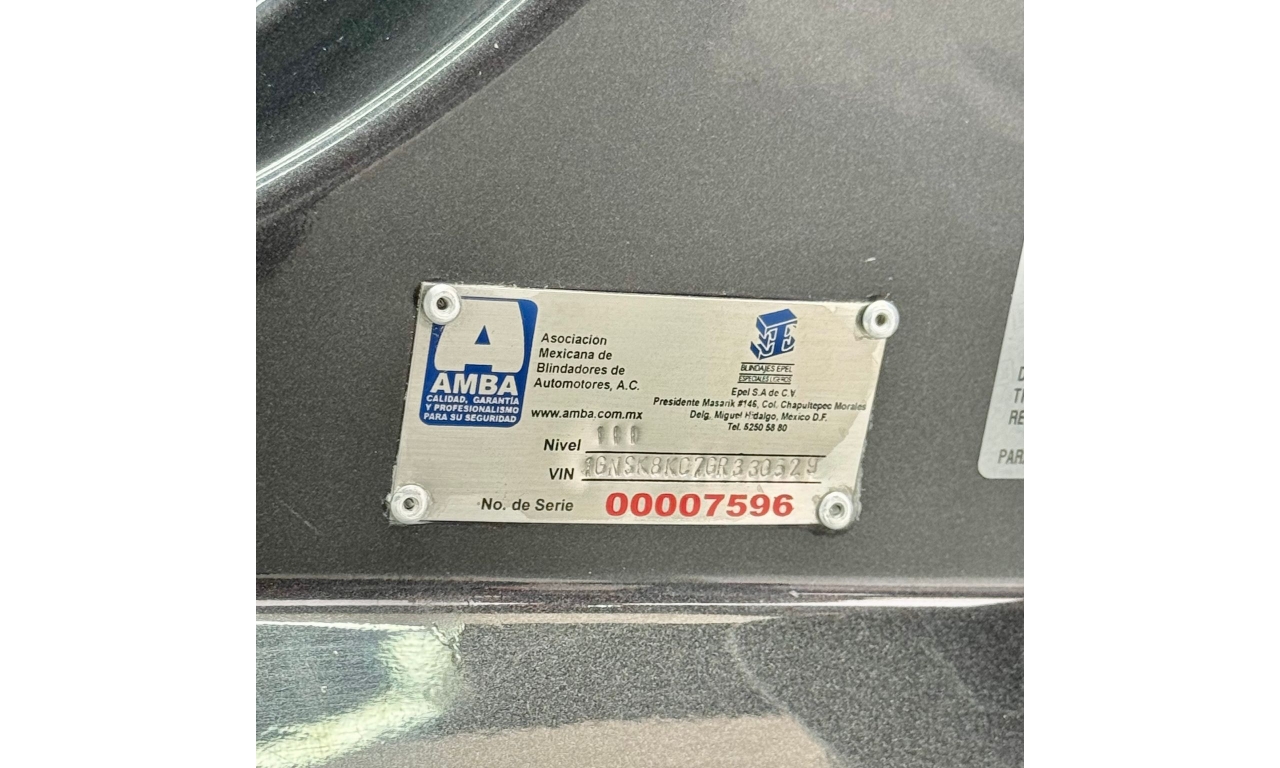 A
AMBA
CALIDAD, GARANTÍA
Y PROFESIONALISMO
PARA SU SEGURIDAD
Asociacion
Mexicana de
Blindadores de
Automotores, A.C.
www.amba.com.mx
BLINDAJES EPEL
ESPECIALES LIGEROS
Epel S.A de C.V.
Presidente Masarik #146, Col. Chapultepec Morales
Delg. Miguel Hidalgo, Mexico D.F.
Tel. 5250 58 80
Nivel
VIN 1GNSK8KC7GR330529
No. de Serie 00007596